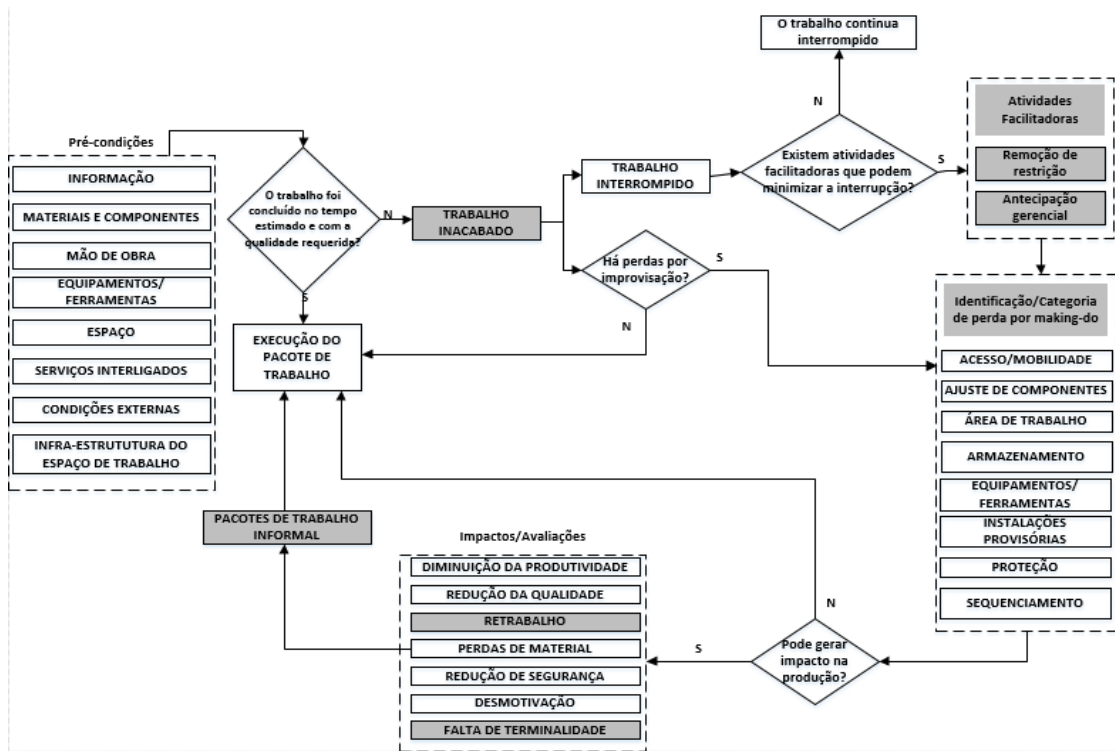 O trabalho continua
interrompido
N
Atividades
Facilitadoras
Remoção de
restrição
Antecipação
gerencial
S
Existem atividades
facilitadoras que podem
minimizar a interrupção?
TRABALHO
INTERROMPIDO
Pré-condições
INFORMAÇÃO
MATERIAIS E COMPONENTES
MÃO DE OBRA
EQUIPAMENTOS/
FERRAMENTAS
ESPAÇO
SERVIÇOS INTERLIGADOS
CONDIÇÕES EXTERNAS
INFRA-ESTRUTUTURA DO
ESPAÇO DE TRABALHO
O trabalho foi
concluído no tempo
estimado e com a
qualidade requerida?
N
S
TRABALHO
INACABADO
Há perdas por
improvisação?
S
N
EXECUÇÃO DO
PACOTE DE
TRABALHO
Identificação/Categoria
de perda por making-do
ACESSO/MOBILIDADE
AJUSTE DE COMPONENTES
ÁREA DE TRABALHO
ARMAZENAMENTO
EQUIPAMENTOS/
FERRAMENTAS
INSTALAÇÕES
PROVISÓRIAS
PROTEÇÃO
SEQUENCIAMENTO
PACOTES DE TRABALHO
INFORMAL
Impactos/Avaliações
DIMINUIÇÃO DA PRODUTIVIDADE
REDUÇÃO DA QUALIDADE
RETRABALHO
PERDAS DE MATERIAL
REDUÇÃO DE SEGURANÇA
DESMOTIVAÇÃO
FALTA DE TERMINALIDADE
S
N
Pode gerar
impacto na
produção?